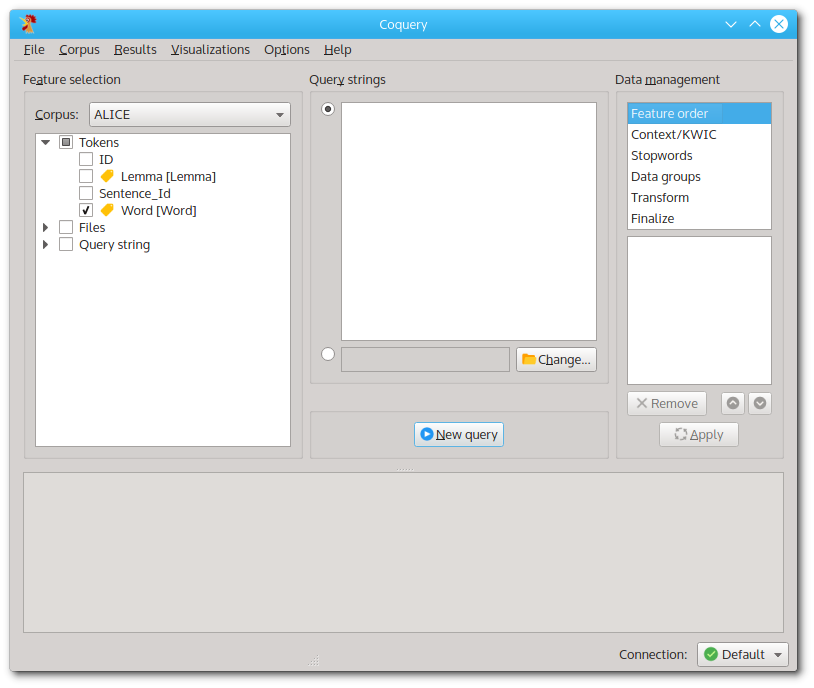 Coquery
File Corpus Results Visualizations Options Help
Feature selection
Corpus: ALICE
Tokens
ID
Lemma [Lemma]
Sentence_Id
Word [Word]
Files
Query string
Query strings
Change...
New query
Data management
Feature order
Context/KWIC
Stopwords
Data groups
Transform
Finalize
Remove
Apply
Connection: Default